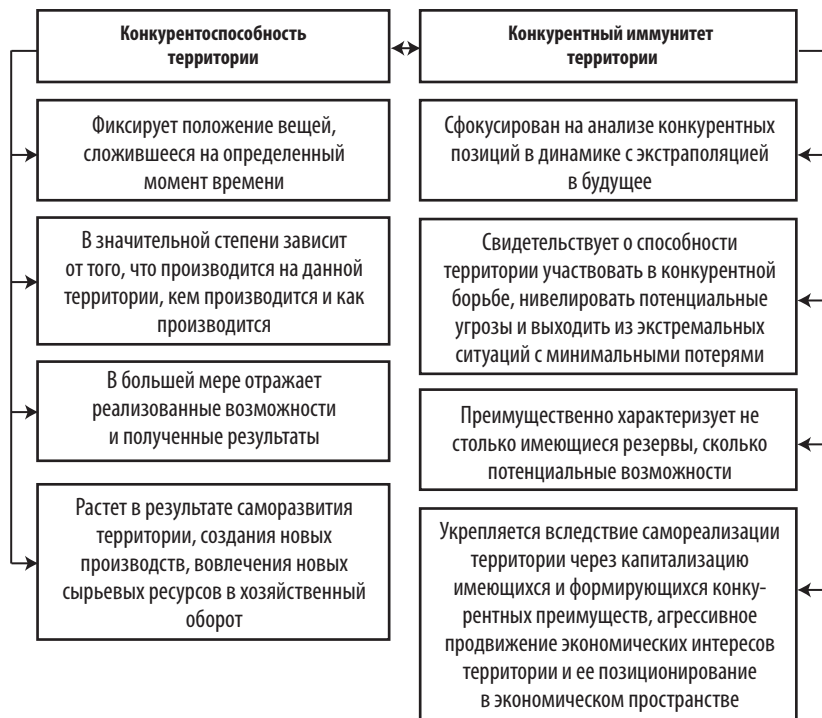 Конкурентоспособность
территории
Конкурентный иммунитет
территории
Фиксирует положение вещей,
сложившееся на определенный
момент времени
Сфокусирован на анализе конкурентных
позиций в динамике с экстраполяцией
в будущее
В значительной степени зависит
от того, что производится на данной
территории, кем производится и как
производится
Свидетельствует о способности
территории участвовать в конкурентной
борьбе, нивелировать потенциальные
угрозы и выходить из экстремальных
ситуаций с минимальными потерями
В большей мере отражает
реализованные возможности
и полученные результаты
Преимущественно характеризует не
столько имеющиеся резервы, сколько
потенциальные возможности
Растет в результате саморазвития
территории, создания новых
производств, вовлечения новых
сырьевых ресурсов в хозяйственный
оборот
Укрепляется вследствие самореализации
территории через капитализацию
имеющихся и формирующихся конку-
рентных преимуществ, агрессивное
продвижение экономических интересов
территории и ее позиционирование
в экономическом пространстве